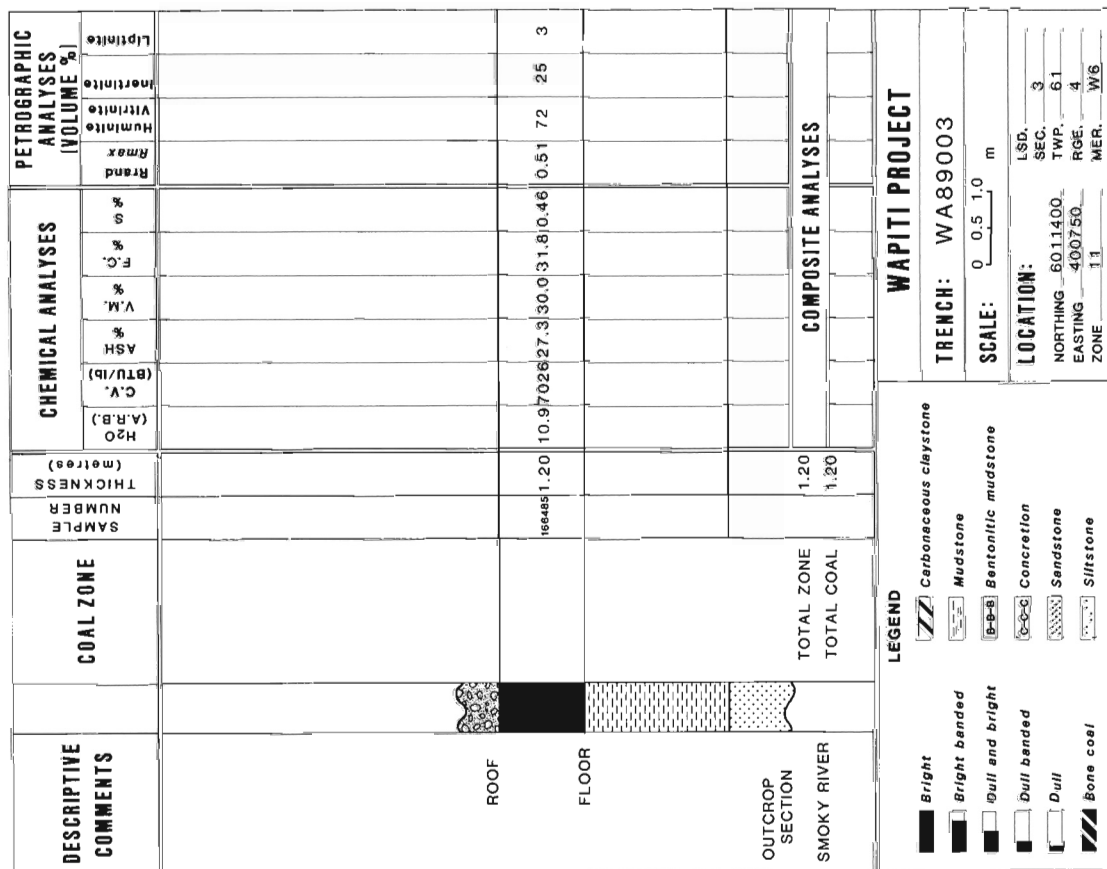 DESCRIPTIVE
COMMENTS
COAL ZONE
SAMPLE
NUMBER
THICKNESS
(metres)
CHEMICAL ANALYSES
H2O
(A.R.B.)
C.V.
(BTU/lb)
ASH
%
V.M.
%
F.C.
%
S
%
PETROGRAPHIC
ANALYSES
(VOLUME %)
Rrand
Rmax
Huminite
Vitrinite
Inertinite
Liptinite
ROOF
166485 1.20 10.9 7026 27.3 30.0 31.8 0.46 0.51 72 25 3
FLOOR
OUTCROP
SECTION
SMOKY RIVER
COMPOSITE ANALYSES
TOTAL ZONE 1.20
TOTAL COAL 1.20
LEGEND
Bright
Bright banded
Dull and bright
Dull banded
Dull
Bone coal
Carbonaceous claystone
Mudstone
B-B-B Bentonitic mudstone
C-C-C Concretion
Sandstone
Siltstone
WAPITI PROJECT
TRENCH: WA89003
SCALE: 0 0.5 1.0 m
LOCATION:
NORTHING 6011400
EASTING 400750
ZONE 11
LSD.
SEC. 3
TWP. 61
RGE. 4
MER. W6